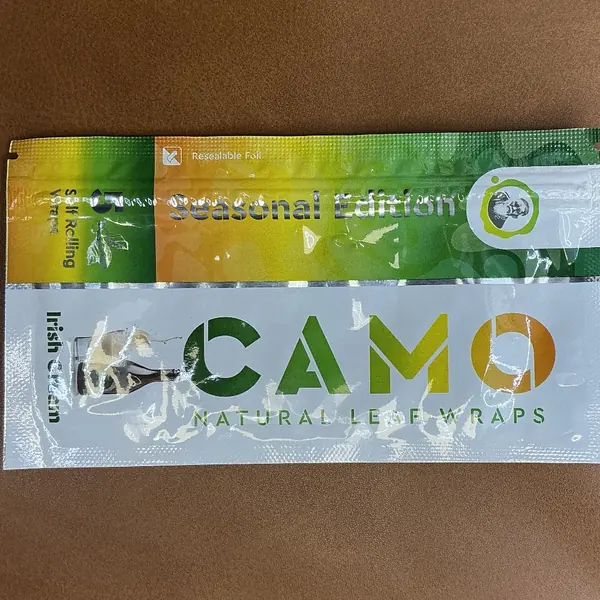 Resealable Foil
Seasonal Edition
5
Self Rolling
Wraps
Irish Cream
CAMO
NATURAL LEAF WRAPS